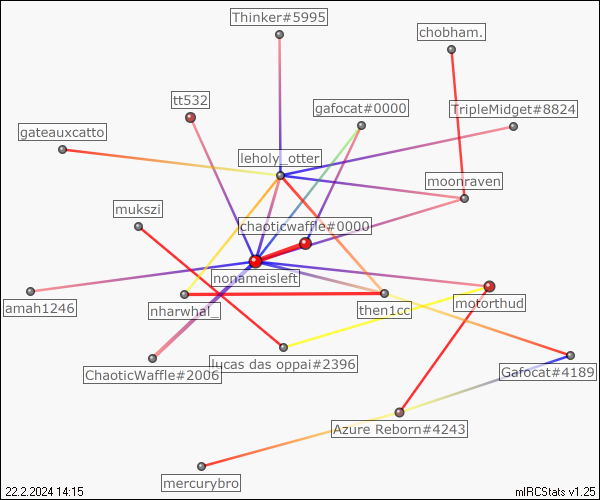 Thinker#5995
chobham.
tt532
gafocat#0000
TripleMidget#8824
gateauxcatto
leholy_otter
moonraven
mukszi
chaoticwaffle#0000
nonameisleft
amah1246
nharwhal_
then1cc
motorthud
lucas das oppai#2396
ChaoticWaffle#2006
Gafocat#4189
Azure Reborn#4243
mercurybro
22.2.2024 14:15
mIRCStats v1.25